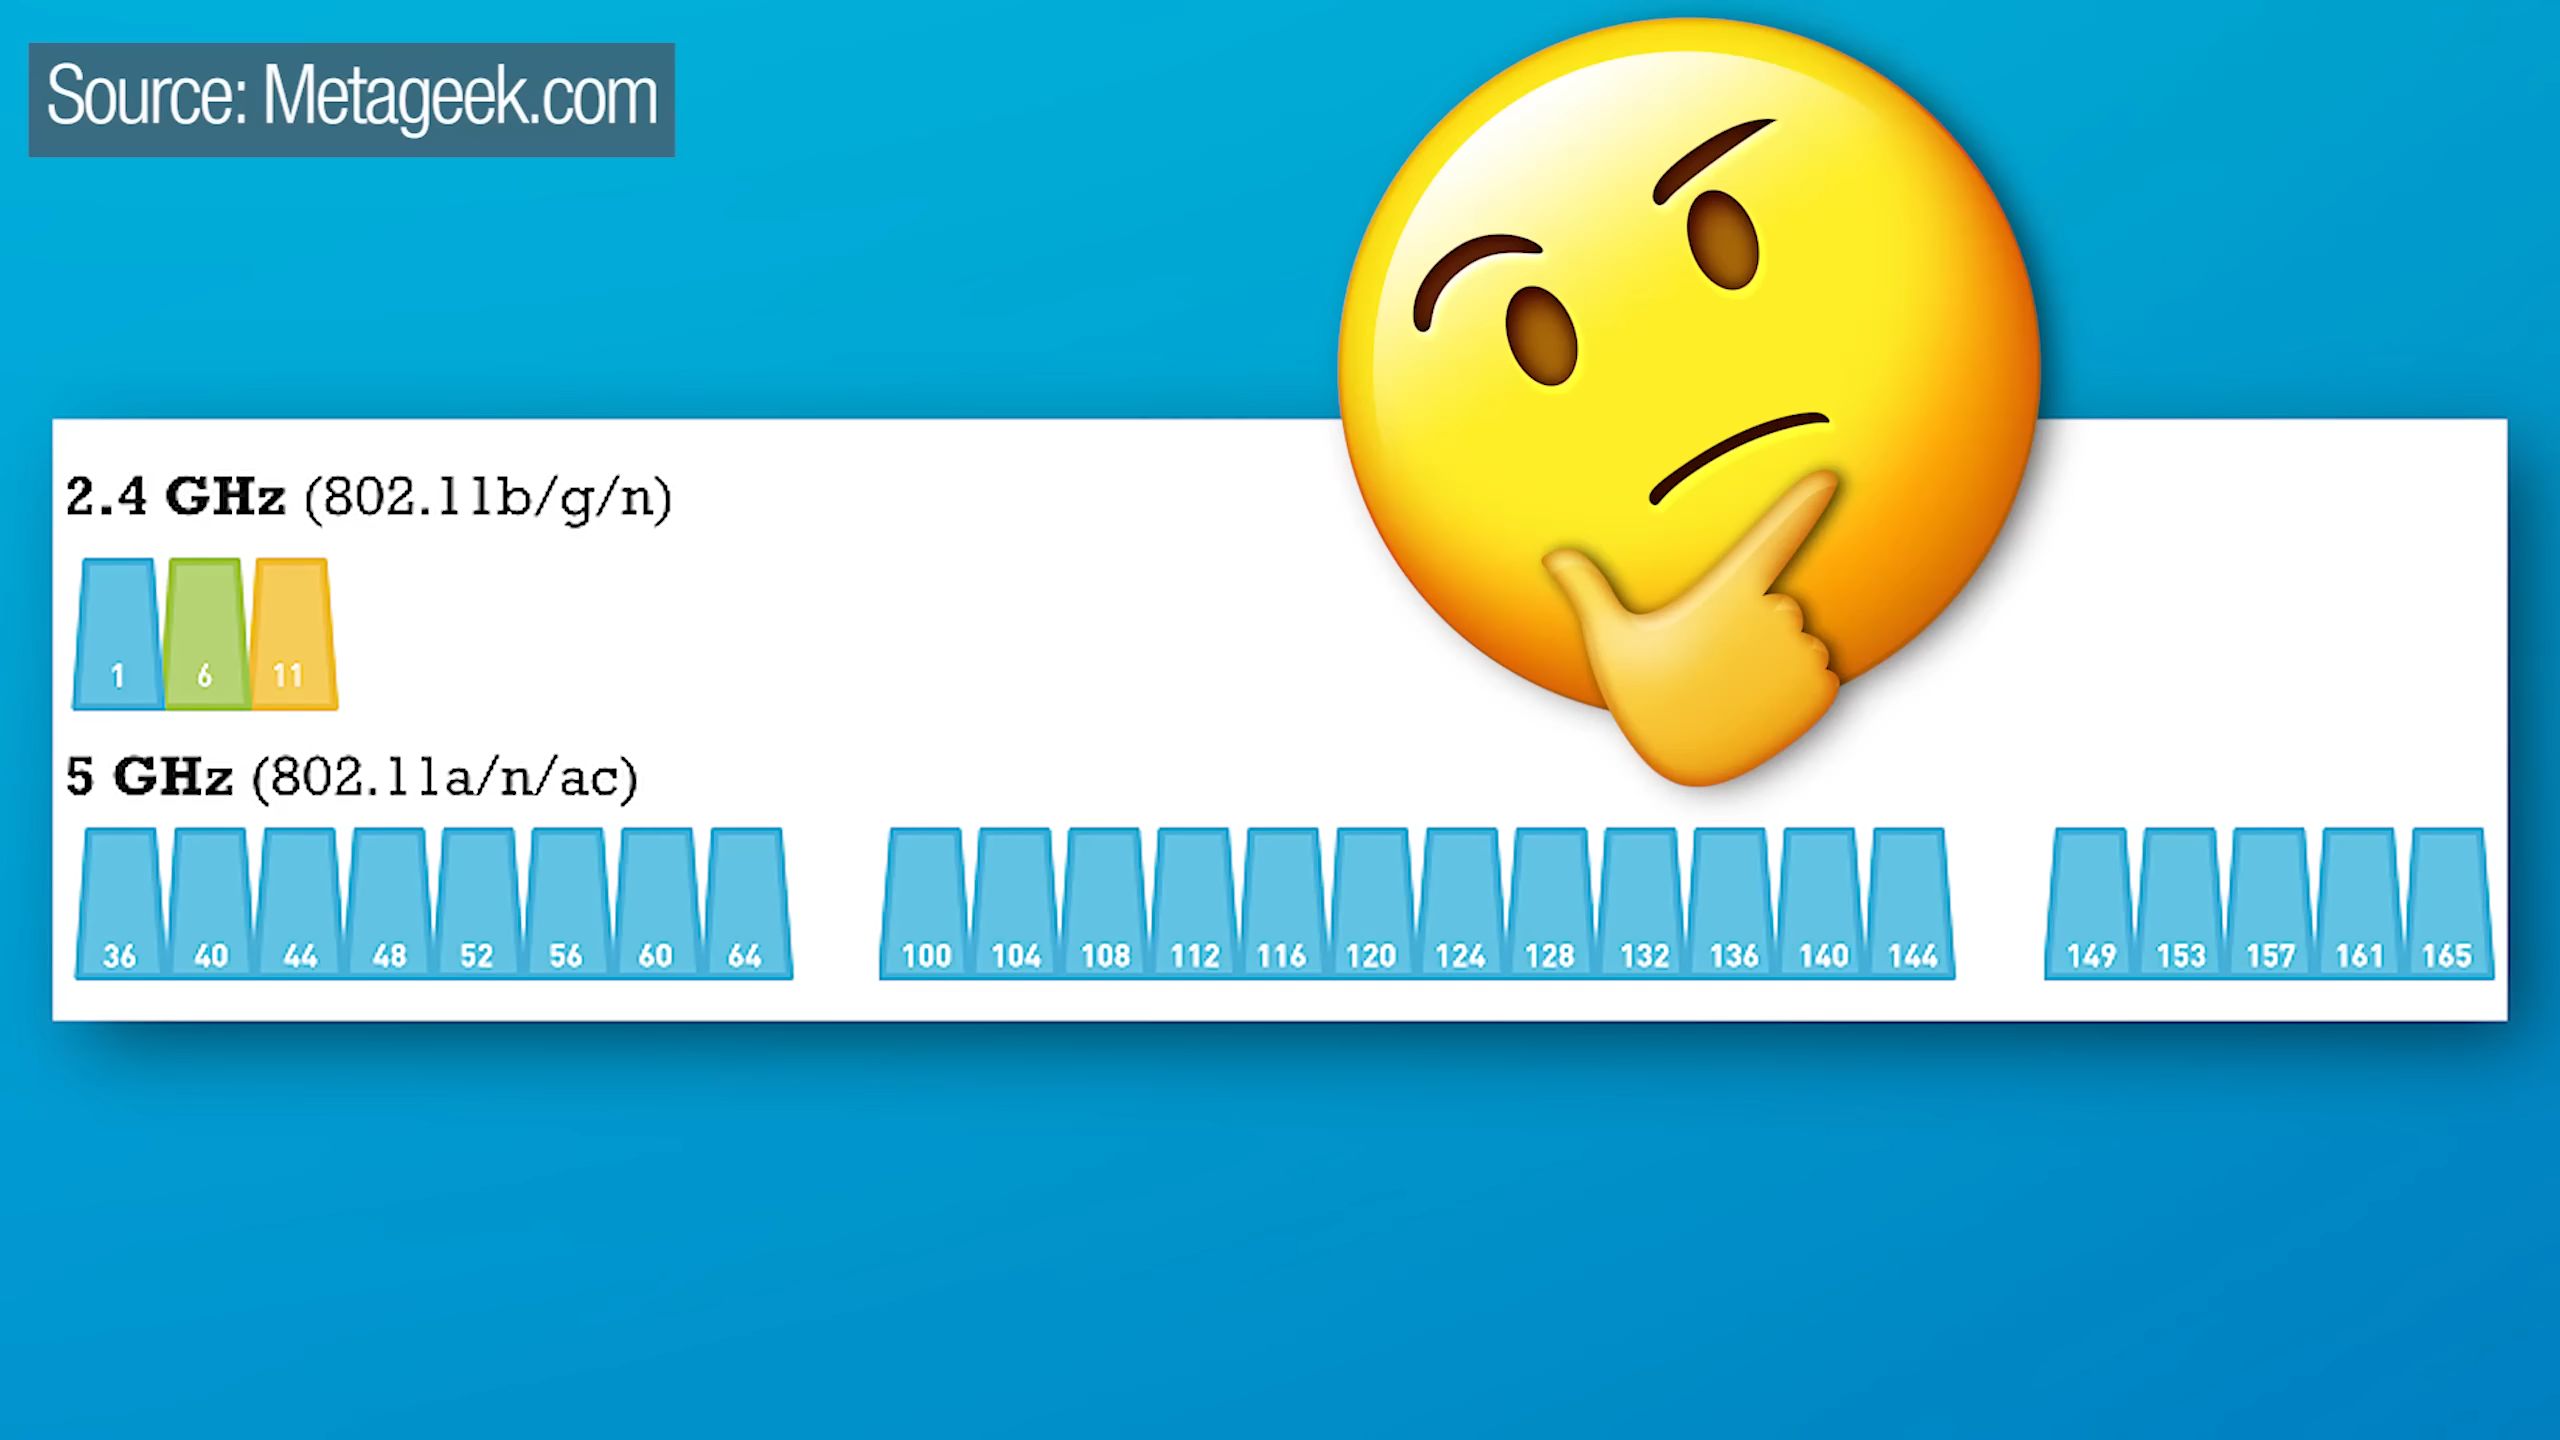 Source: Metageek.com
2.4 GHz (802.11b/g/n)
1 6 11
5 GHz (802.11a/n/ac)
36 40 44 48 52 56 60 64 100 104 108 112 116 120 124 128 132 136 140 144 149 153 157 161 165